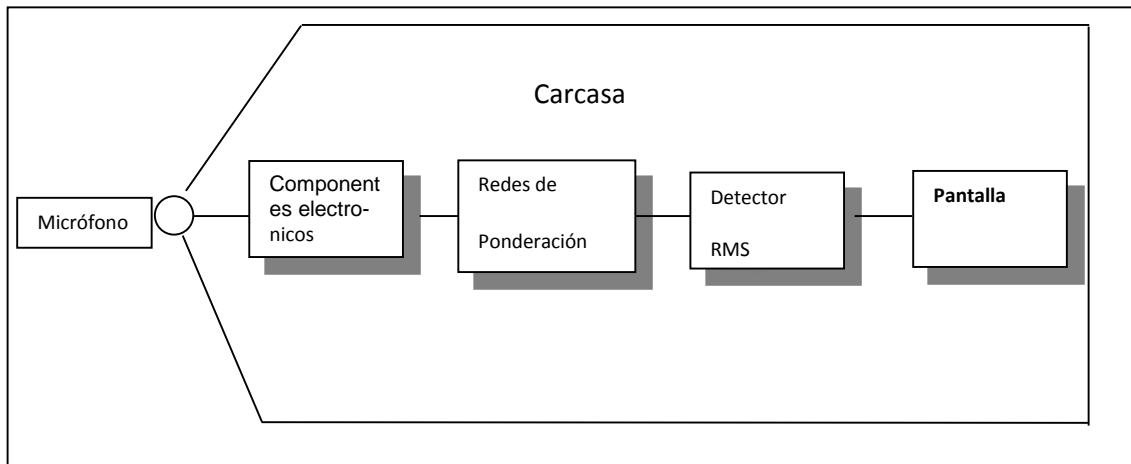 Carcasa
Micrófono
Component
es electro-
nicos
Redes de
Ponderación
Detector
RMS
Pantalla